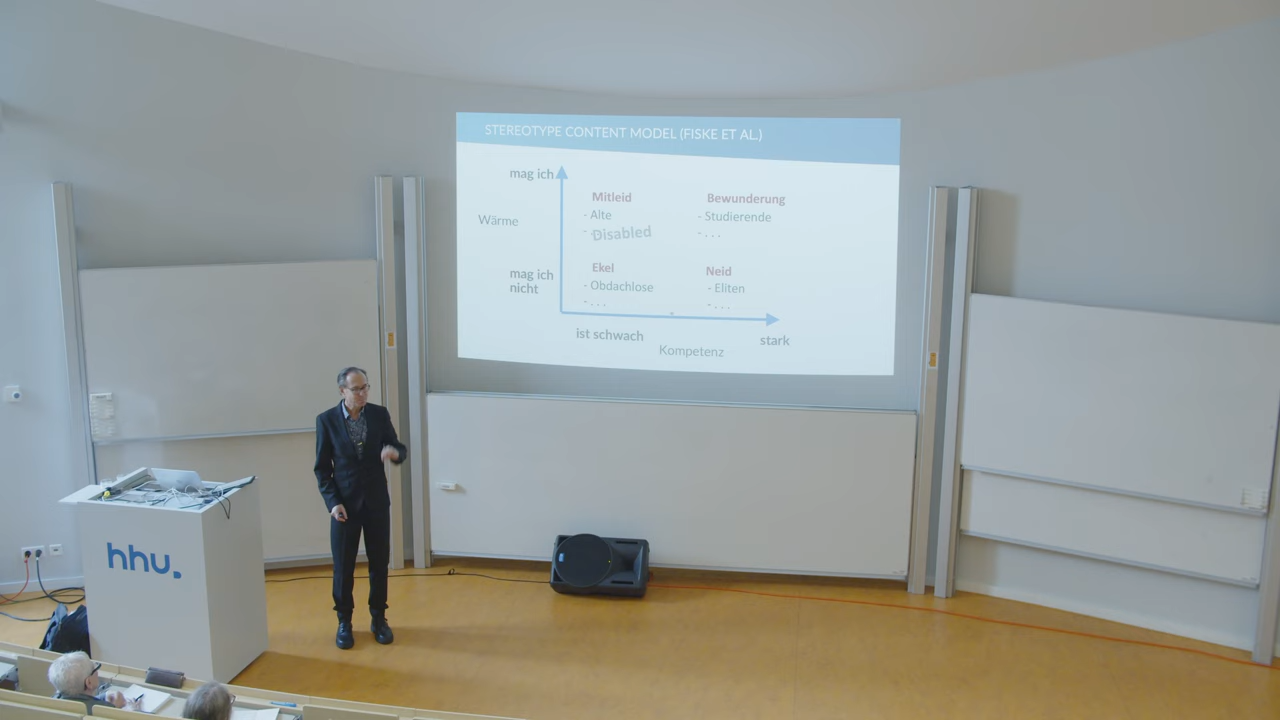 STEREOTYPE CONTENT MODEL (FISKE ET AL.)
mag ich
Wärme
mag ich
nicht
Mitleid
- Alte
- Disabled
Bewunderung
- Studierende
- . . .
Ekel
- Obdachlose
- . . .
Neid
- Eliten
- . . .
ist schwach
stark
Kompetenz
hhu.